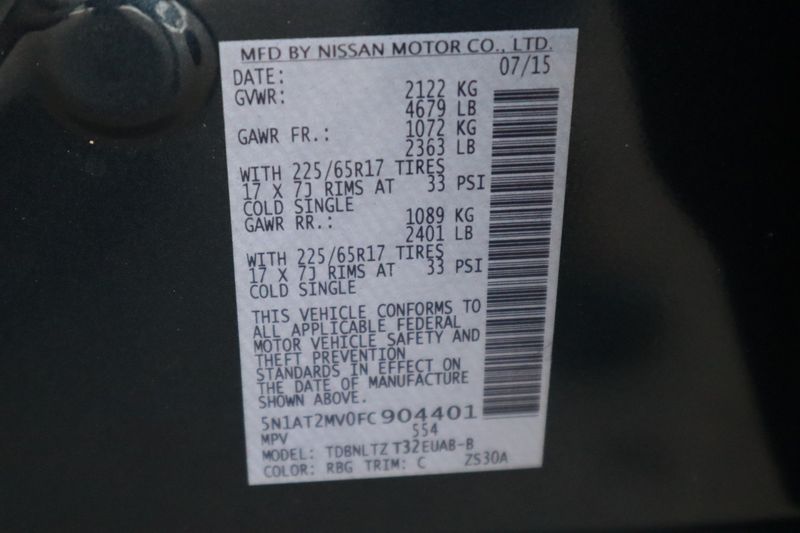 MFD BY NISSAN MOTOR CO., LTD.
DATE: 07/15
GVWR: 2122 KG
4679 LB
GAWR FR.: 1072 KG
2363 LB
WITH 225/65R17 TIRES
17 X 7J RIMS AT 33 PSI
COLD SINGLE
GAWR RR.: 1089 KG
2401 LB
WITH 225/65R17 TIRES
17 X 7J RIMS AT 33 PSI
COLD SINGLE
THIS VEHICLE CONFORMS TO
ALL APPLICABLE FEDERAL
MOTOR VEHICLE SAFETY AND
THEFT PREVENTION
STANDARDS IN EFFECT ON
THE DATE OF MANUFACTURE
SHOWN ABOVE.
5N1AT2MV0FC904401
MPV 554
MODEL: TDBNLTZ T32EUAB-B
COLOR: RBG TRIM: C ZS30A